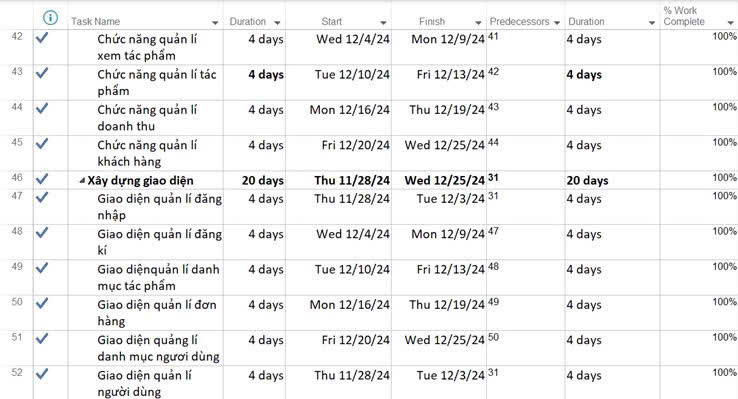 % Work
Task Name Duration Start Finish Predecessors Duration Complete
42 Chức năng quản lí 4 days Wed 12/4/24 Mon 12/9/24 41 4 days 100%
xem tác phẩm
43 Chức năng quản lí tác 4 days Tue 12/10/24 Fri 12/13/24 42 4 days 100%
phẩm
44 Chức năng quản lí 4 days Mon 12/16/24 Thu 12/19/24 43 4 days 100%
doanh thu
45 Chức năng quản lí 4 days Fri 12/20/24 Wed 12/25/24 44 4 days 100%
khách hàng
46 Xây dựng giao diện 20 days Thu 11/28/24 Wed 12/25/24 31 20 days 100%
47 Giao diện quản lí đăng 4 days Thu 11/28/24 Tue 12/3/24 31 4 days 100%
nhập
48 Giao diện quản lí đăng 4 days Wed 12/4/24 Mon 12/9/24 47 4 days 100%
kí
49 Giao diệnquản lí danh 4 days Tue 12/10/24 Fri 12/13/24 48 4 days 100%
mục tác phẩm
50 Giao diện quản lí đơn 4 days Mon 12/16/24 Thu 12/19/24 49 4 days 100%
hàng
51 Giao diện quảng lí 4 days Fri 12/20/24 Wed 12/25/24 50 4 days 100%
danh mục ngươi dùng
52 Giao diện quản lí 4 days Thu 11/28/24 Tue 12/3/24 31 4 days 100%
người dùng